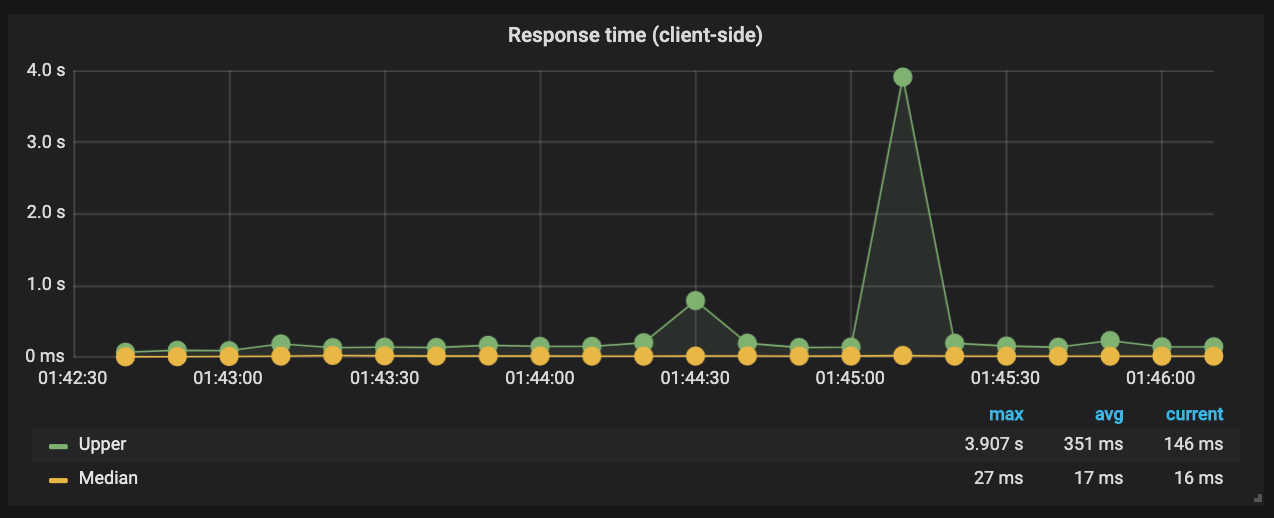 Response time (client-side)
4.0 s
3.0 s
2.0 s
1.0 s
0 ms
01:42:30 01:43:00 01:43:30 01:44:00 01:44:30 01:45:00 01:45:30 01:46:00
max avg current
Upper 3.907 s 351 ms 146 ms
Median 27 ms 17 ms 16 ms